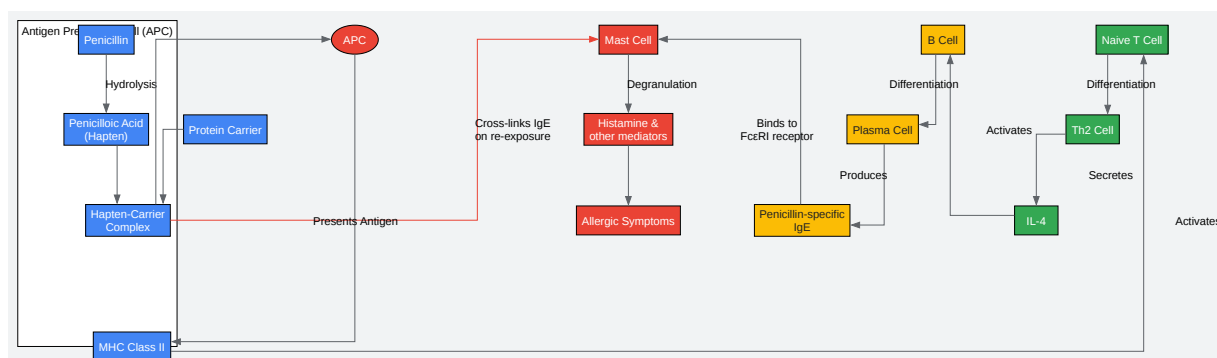 Antigen Pre
ll (APC)
Penicillin
APC
Mast Cell
B Cell
Naive T Cell
Hydrolysis
Degranulation
Differentiation
Differentiation
Penicilloic Acid
(Hapten)
Protein Carrier
Cross-links IgE
on re-exposure
Histamine &
other mediators
Binds to
FcεRI receptor
Plasma Cell
Activates
Th2 Cell
Produces
Secretes
Hapten-Carrier
Complex
Presents Antigen
Allergic Symptoms
Penicillin-specific
IgE
IL-4
Activates
MHC Class II